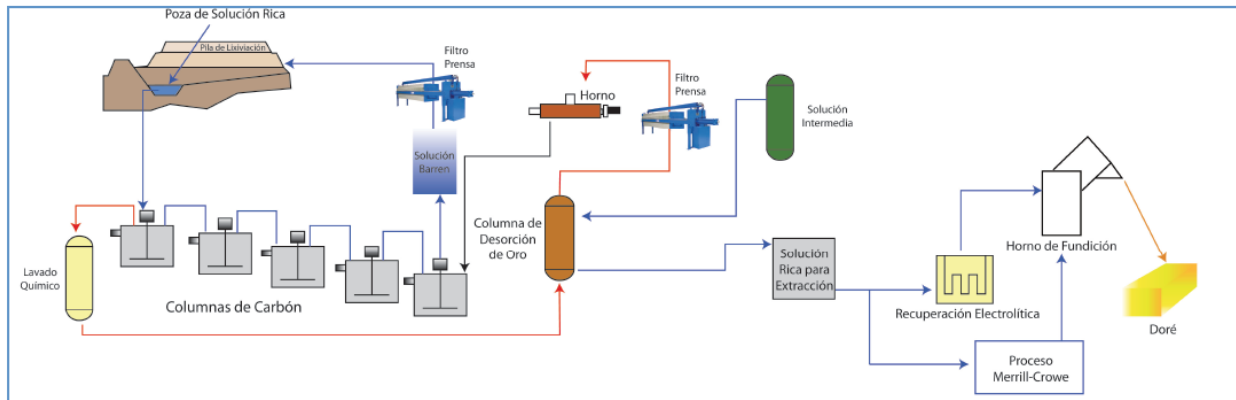 Poza de Solución Rica
Pila de Lixiviación
Filtro
Prensa
Horno
Filtro
Prensa
Solución
Intermedia
Solución
Barren
Columna de
Desorción
de Oro
Lavado
Químico
Columnas de Carbón
Solución
Rica para
Extracción
Recuperación Electrolítica
Horno de Fundición
Doré
Proceso
Merrill-Crowe